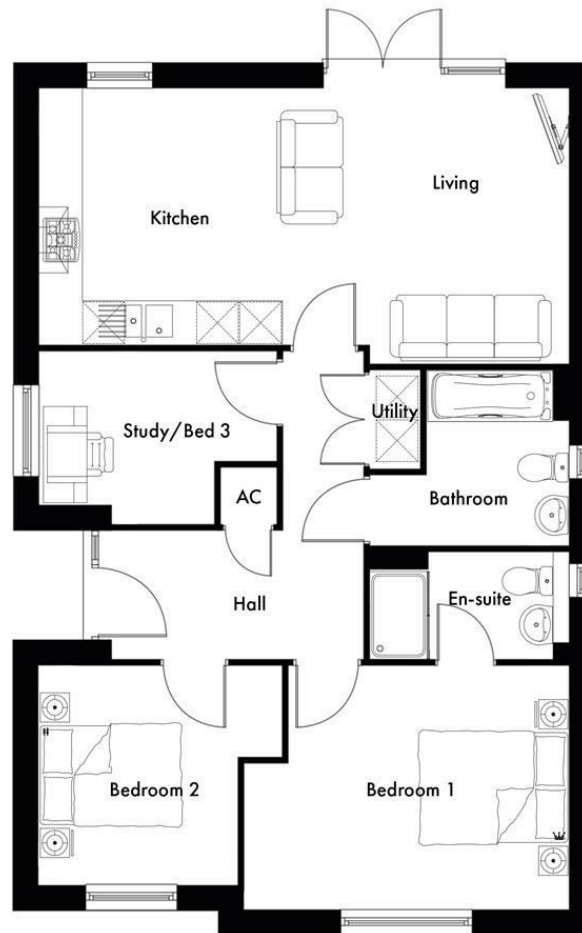 Living
Kitchen
Utility
Study/Bed 3
AC
Bathroom
En-suite
Hall
Bedroom 2
Bedroom 1